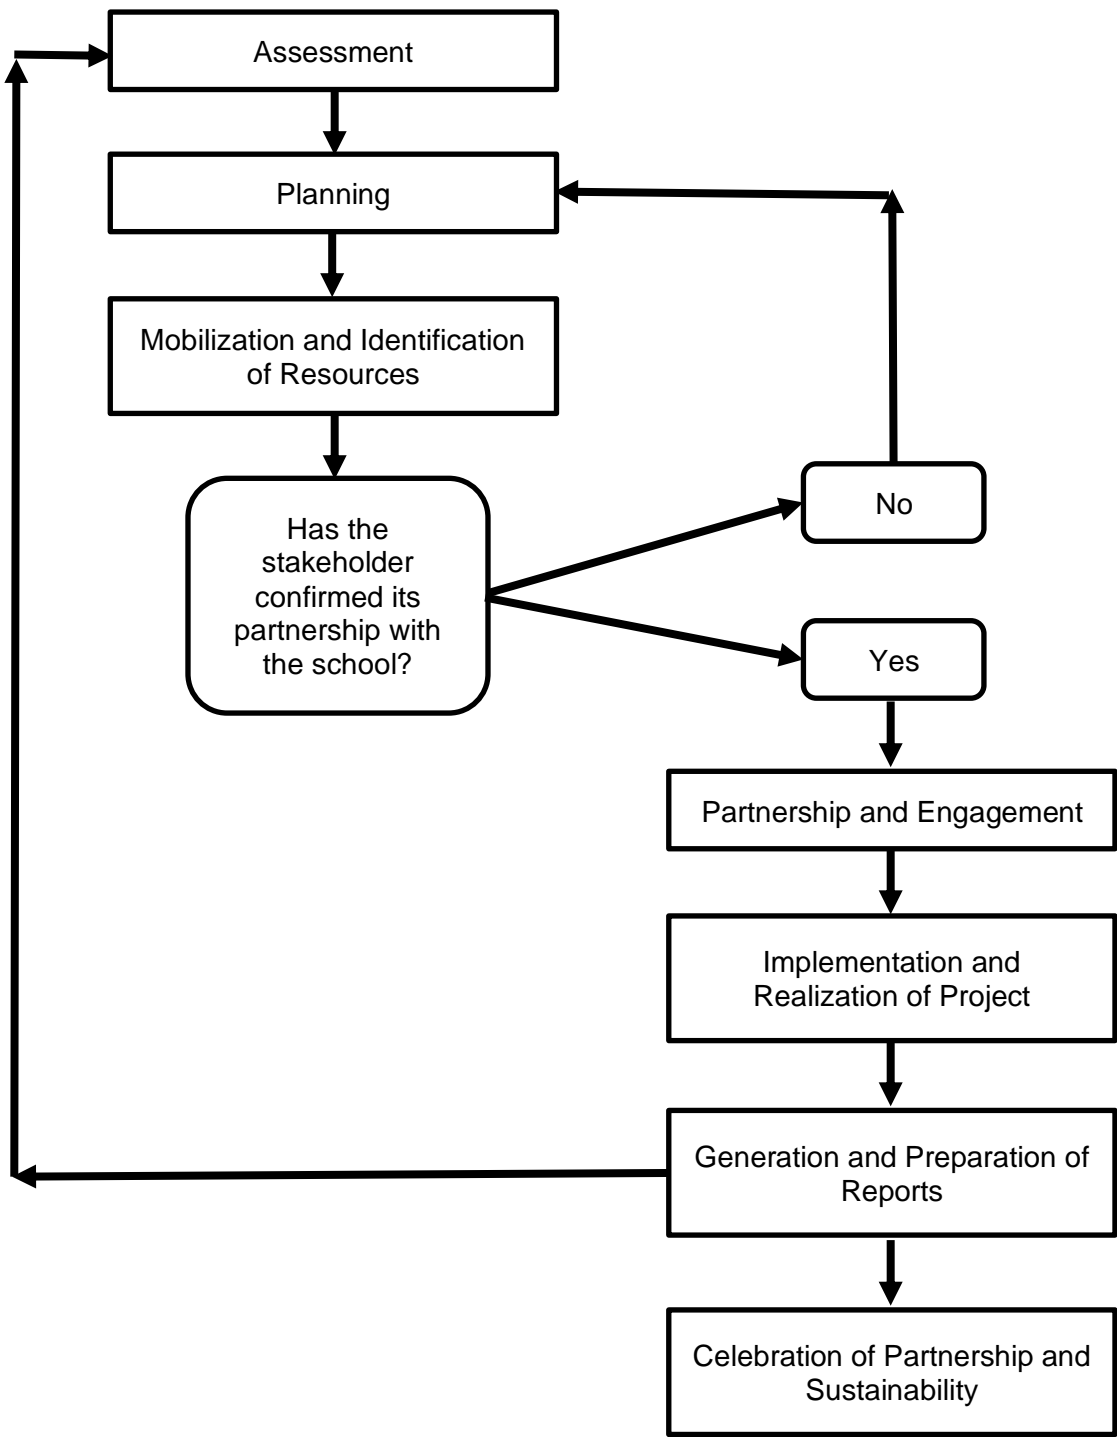 Assessment
Planning
Mobilization and Identification
of Resources
Has the
stakeholder
confirmed its
partnership with
the school?
No
Yes
Partnership and Engagement
Implementation and
Realization of Project
Generation and Preparation of
Reports
Celebration of Partnership and
Sustainability